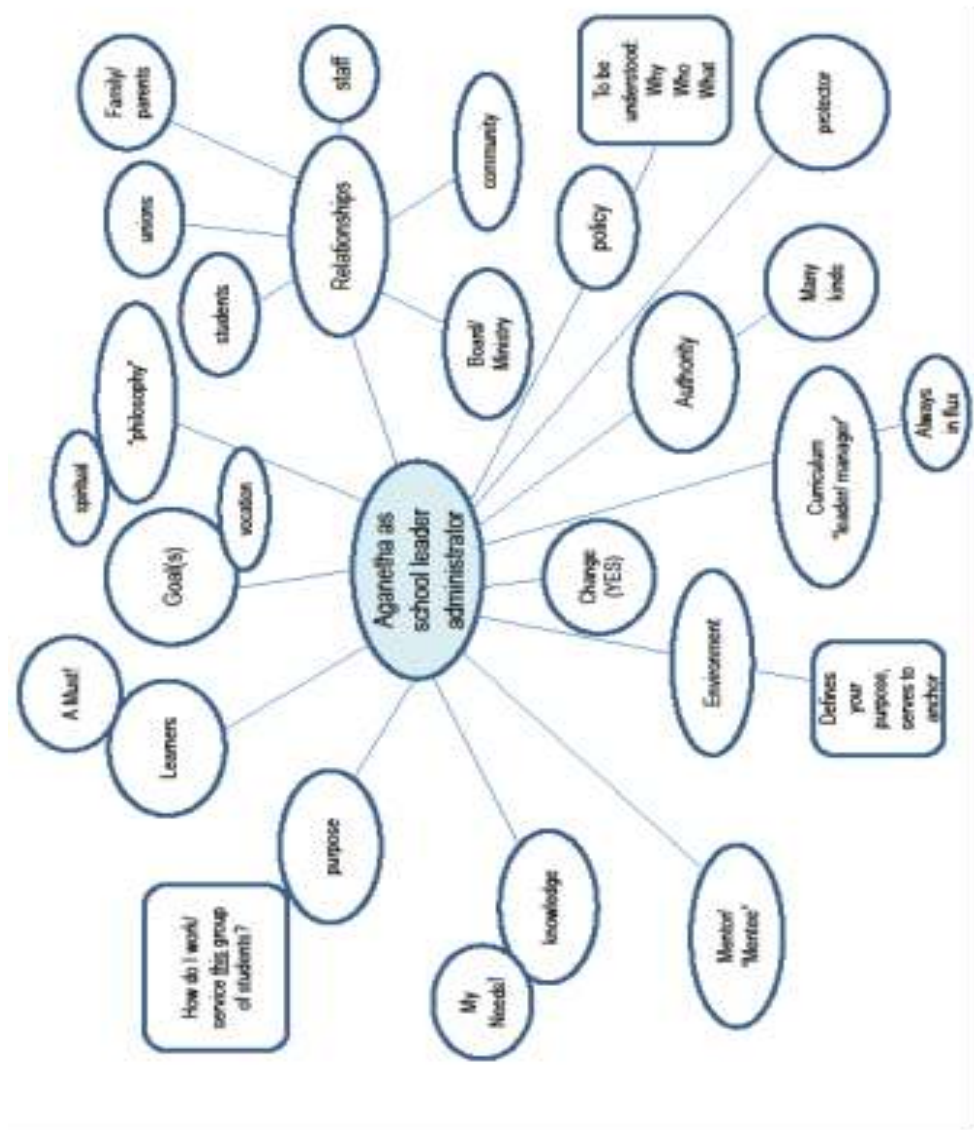 Aganetha as
school leader
administrator
Learners
A Must!
Goal(s)
vocation
spiritual
"philosophy"
Relationships
students
unions
Family/
parents
staff
community
Board/
Ministry
policy
To be
understood:
Why
Who
What
protector
Authority
Many
kinds
Curriculum
"leader/ manager"
Always
in flux
Change
(YES)
Environment
Defines
your
purpose,
serves to
anchor
Mentor/
"Mentee"
knowledge
My
Needs!
purpose
How do I work/
service this group
of students?